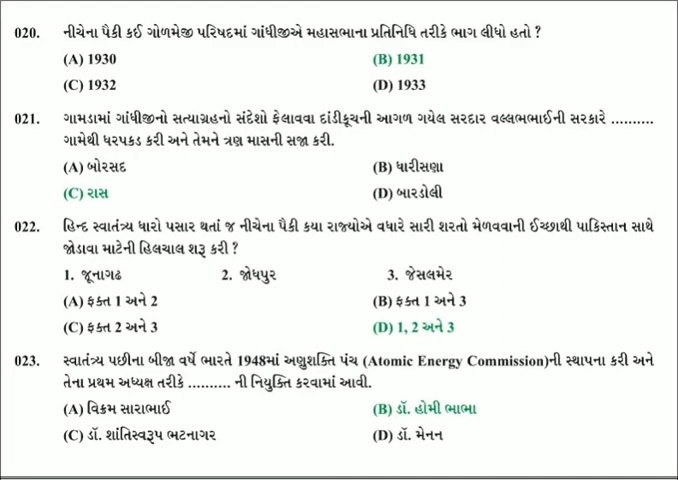 020. નીચેના પૈકી કઈ ગોળમેજી પરિષદમાં ગાંધીજીએ મહાસભાના પ્રતિનિધિ તરીકે ભાગ લીધો હતો ?
(A) 1930 (B) 1931
(C) 1932 (D) 1933
021. ગામડામાં ગાંધીજીનો સત્યાગ્રહનો સંદેશો ફેલાવવા દાંડીકૂચની આગળ ગયેલ સરદાર વલ્લભભાઈની સરકારે ..........
ગામેથી ધરપકડ કરી અને તેમને ત્રણ માસની સજા કરી.
(A) બોરસદ (B) ધારીસણા
(C) રાસ (D) બારડોલી
022. હિન્દ સ્વાતંત્ર્ય ધારો પસાર થતાં જ નીચેના પૈકી કયા રાજ્યોએ વધારે સારી શરતો મેળવવાની ઈચ્છાથી પાકિસ્તાન સાથે
જોડાવા માટેની હિલચાલ શરૂ કરી ?
1. જૂનાગઢ 2. જોધપુર 3. જેસલમેર
(A) ફક્ત 1 અને 2 (B) ફક્ત 1 અને 3
(C) ફક્ત 2 અને 3 (D) 1, 2 અને 3
023. સ્વાતંત્ર્ય પછીના બીજા વર્ષે ભારતે 1948માં અણુશક્તિ પંચ (Atomic Energy Commission)ની સ્થાપના કરી અને
તેના પ્રથમ અધ્યક્ષ તરીકે .......... ની નિયુક્તિ કરવામાં આવી.
(A) વિક્રમ સારાભાઈ (B) ડૉ. હોમી ભાભા
(C) ડૉ. શાંતિસ્વરૂપ ભટનાગર (D) ડૉ. મેનન